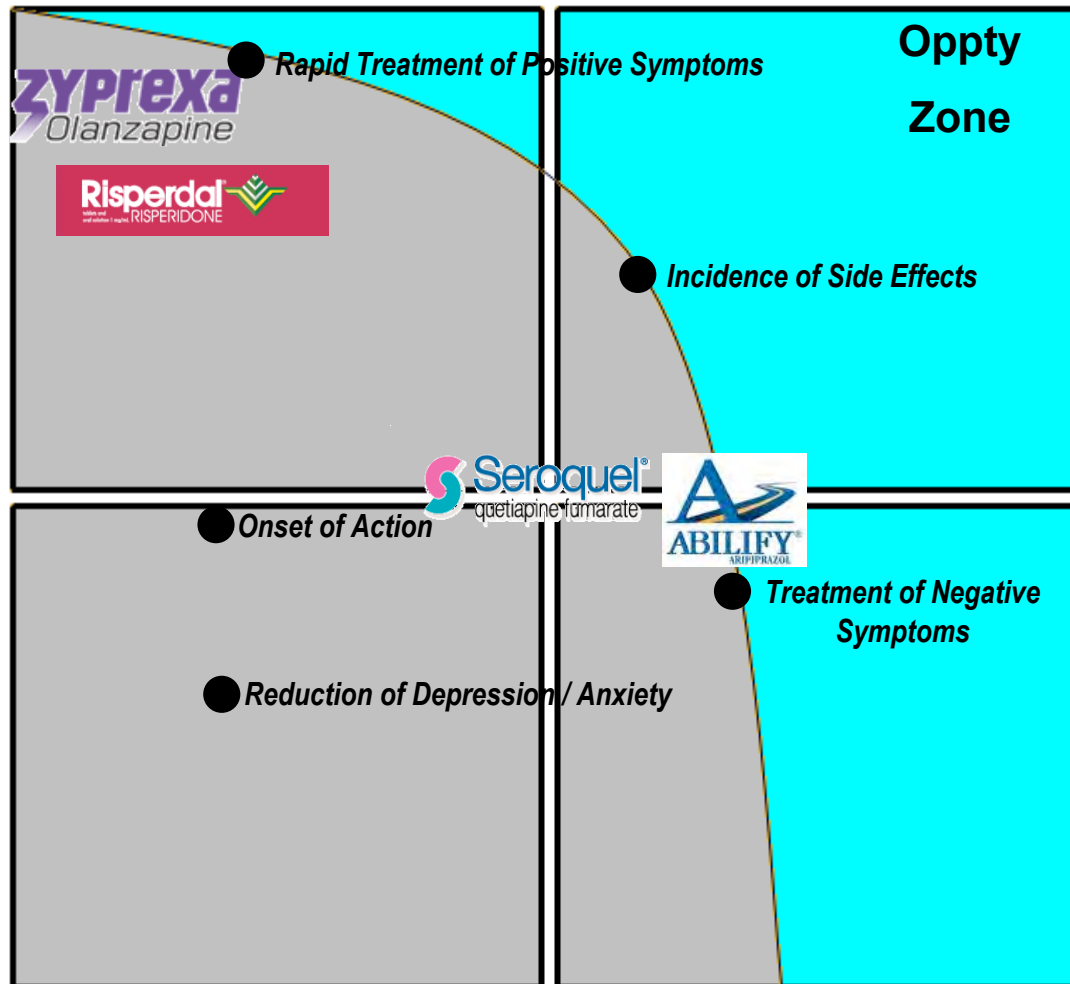 Oppty
Zone
Rapid Treatment of Positive Symptoms
zyprexa
Olanzapine
Risperdal®
RISPERIDONE
Incidence of Side Effects
Seroquel®
quetiapine fumarate
A
ABILIFY®
ARIPIPRAZOL
Onset of Action
Treatment of Negative
Symptoms
Reduction of Depression / Anxiety